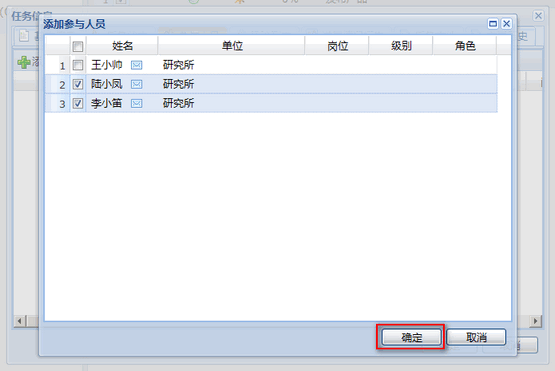 任务信息
添加参与人员
史
添
姓名 单位 岗位 级别 角色
1 王小帅 研究所
2 陆小凤 研究所
3 李小笛 研究所
确定 取消